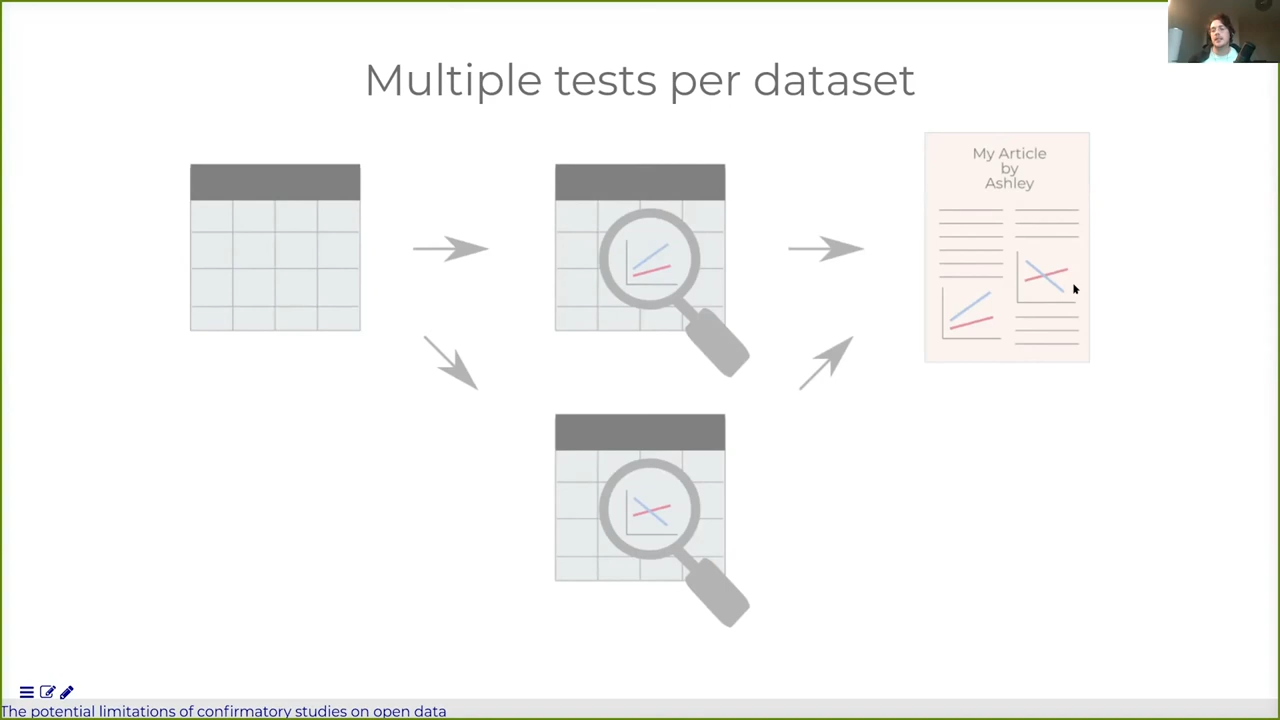 Multiple tests per dataset
My Article
by
Ashley
The potential limitations of confirmatory studies on open data